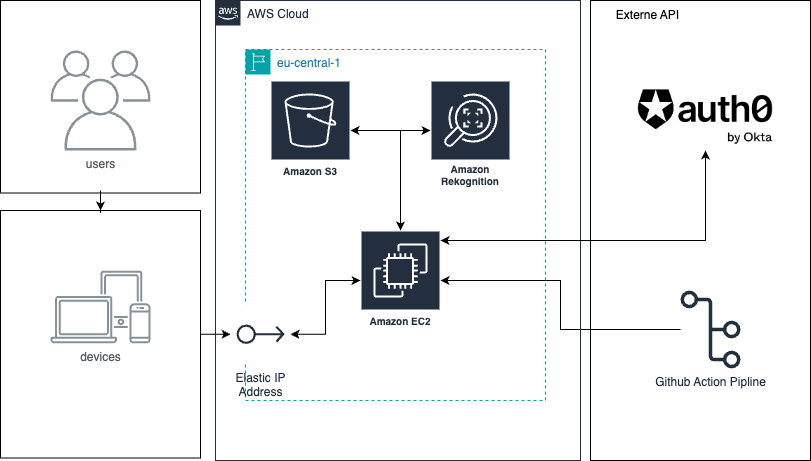 aws
AWS Cloud
Externe API
eu-central-1
users
Amazon S3
Amazon
Rekognition
auth0
by Okta
Amazon EC2
devices
Elastic IP
Address
Github Action Pipline